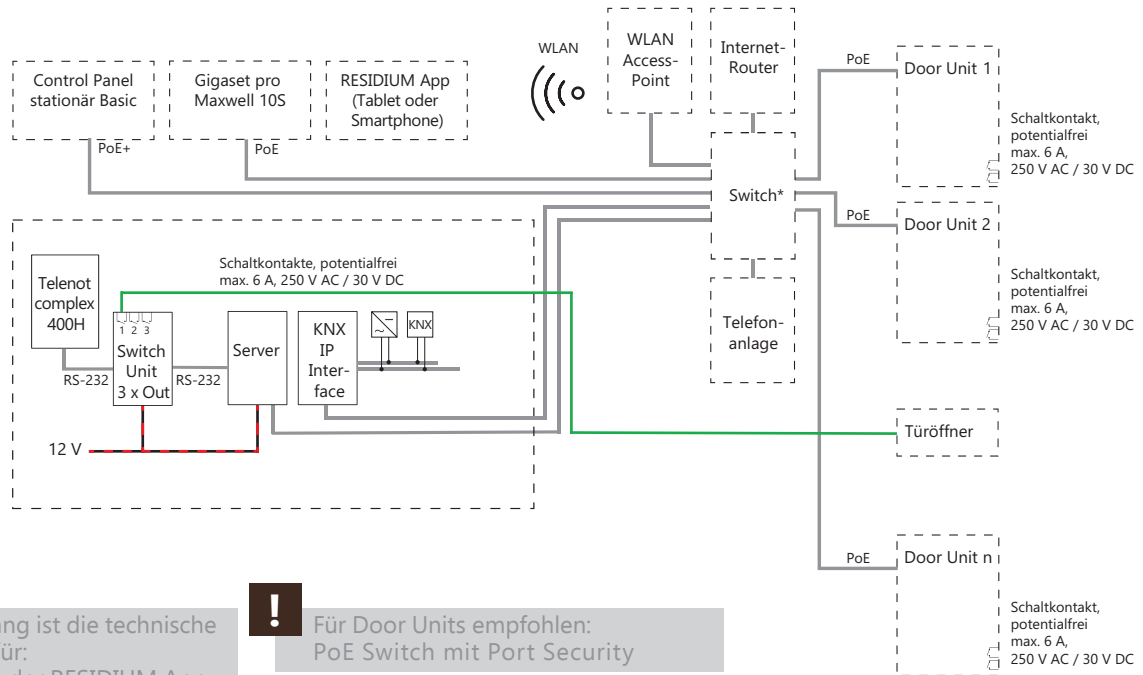 Control Panel
stationär Basic
PoE+
Gigaset pro
Maxwell 10S
PoE
RESIDIUM App
(Tablet oder
Smartphone)
WLAN
WLAN
Access-
Point
Internet-
Router
Switch*
Telefon-
anlage
PoE
Door Unit 1
Schaltkontakt,
potentialfrei
max. 6 A,
250 V AC / 30 V DC
PoE
Door Unit 2
Schaltkontakt,
potentialfrei
max. 6 A,
250 V AC / 30 V DC
Telenot
complex
400H
RS-232
Schaltkontakte, potentialfrei
max. 6 A, 250 V AC / 30 V DC
1 2 3
Switch
Unit
3 x Out
RS-232
Server
KNX
IP
Inter-
face
KNX
12 V
Türöffner
PoE
Door Unit n
Schaltkontakt,
potentialfrei
max. 6 A,
250 V AC / 30 V DC
ist die technische
!
Für Door Units empfohlen:
PoE Switch mit Port Security